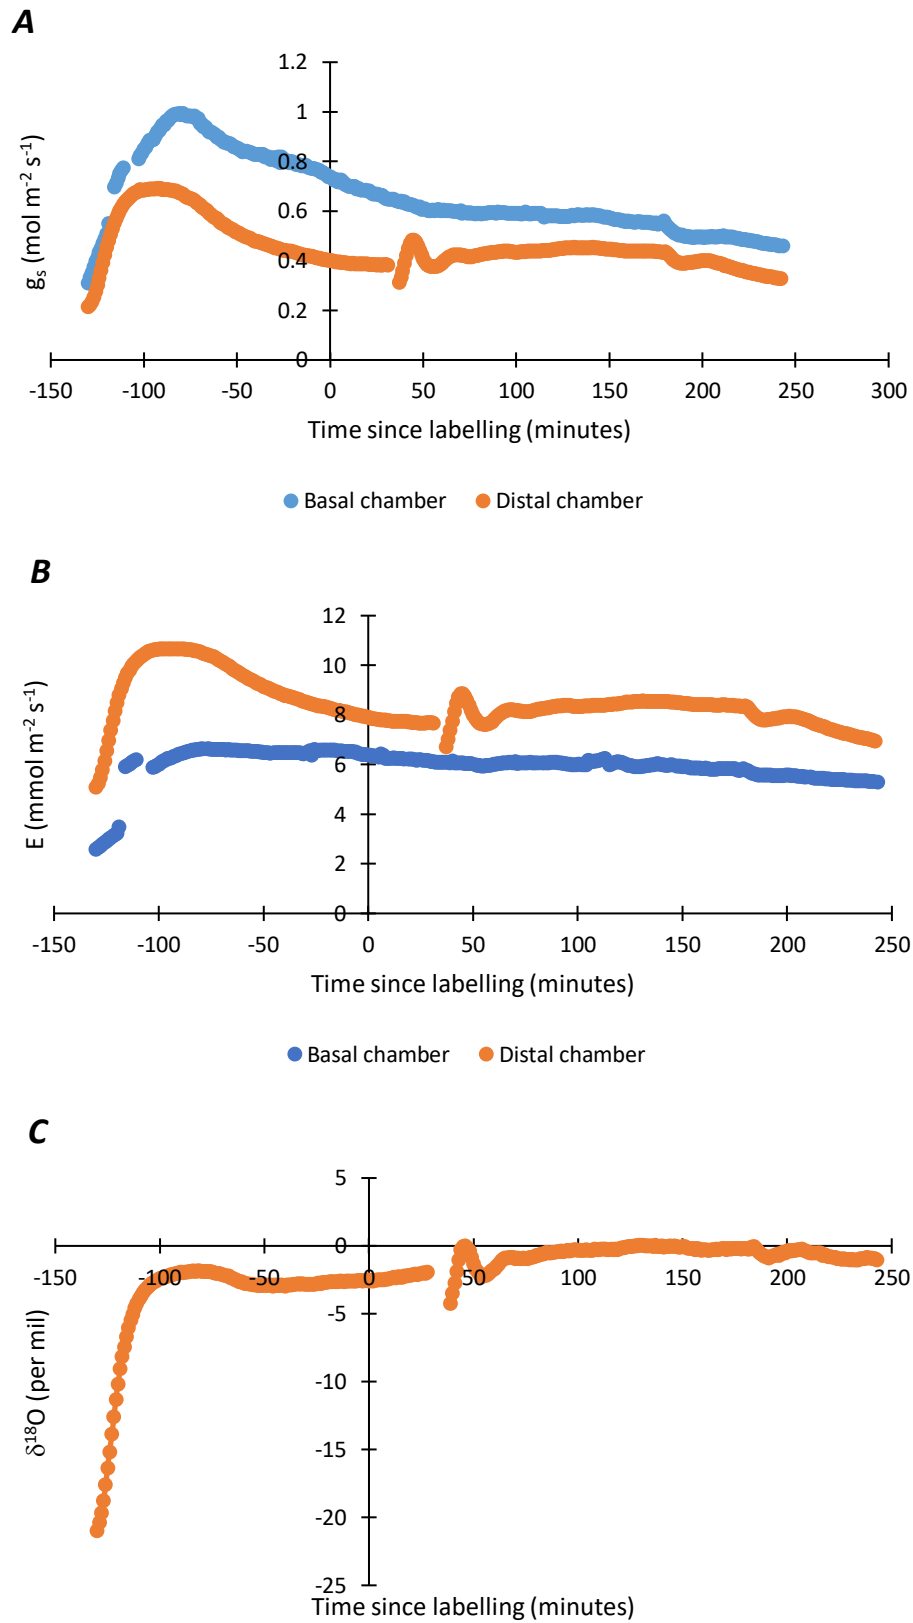 A
1.2
1
0.8
0.6
0.4
0.2
0
gs (mol m-2 s-1)
-150 -100 -50 0 50 100 150 200 250 300
Time since labelling (minutes)
Basal chamber Distal chamber
B
12
10
8
6
4
2
0
E (mmol m-2 s-1)
-150 -100 -50 0 50 100 150 200 250
Time since labelling (minutes)
Basal chamber Distal chamber
C
5
0
-150 -100 -50 0 50 100 150 200 250
-5
-10
-15
-20
-25
δ18O (per mil)
Time since labelling (minutes)